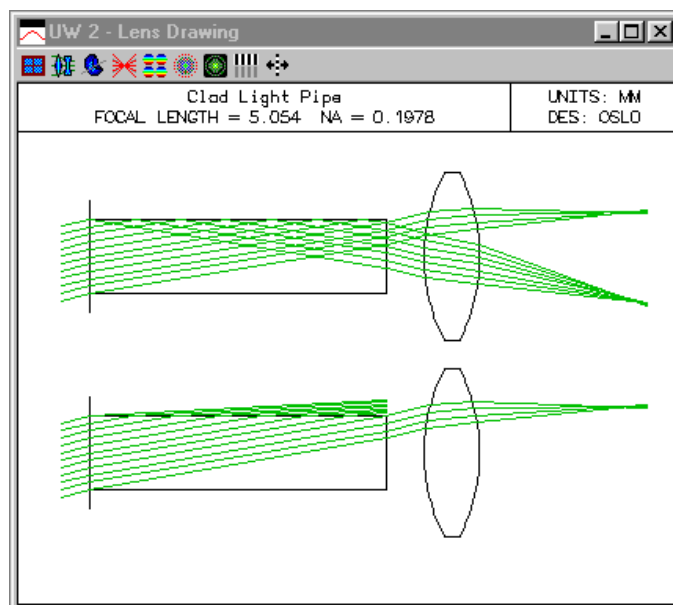 UW 2 - Lens Drawing
Clad Light Pipe
FOCAL LENGTH = 5.054 NA = 0.1978
UNITS: MM
DES: OSLO